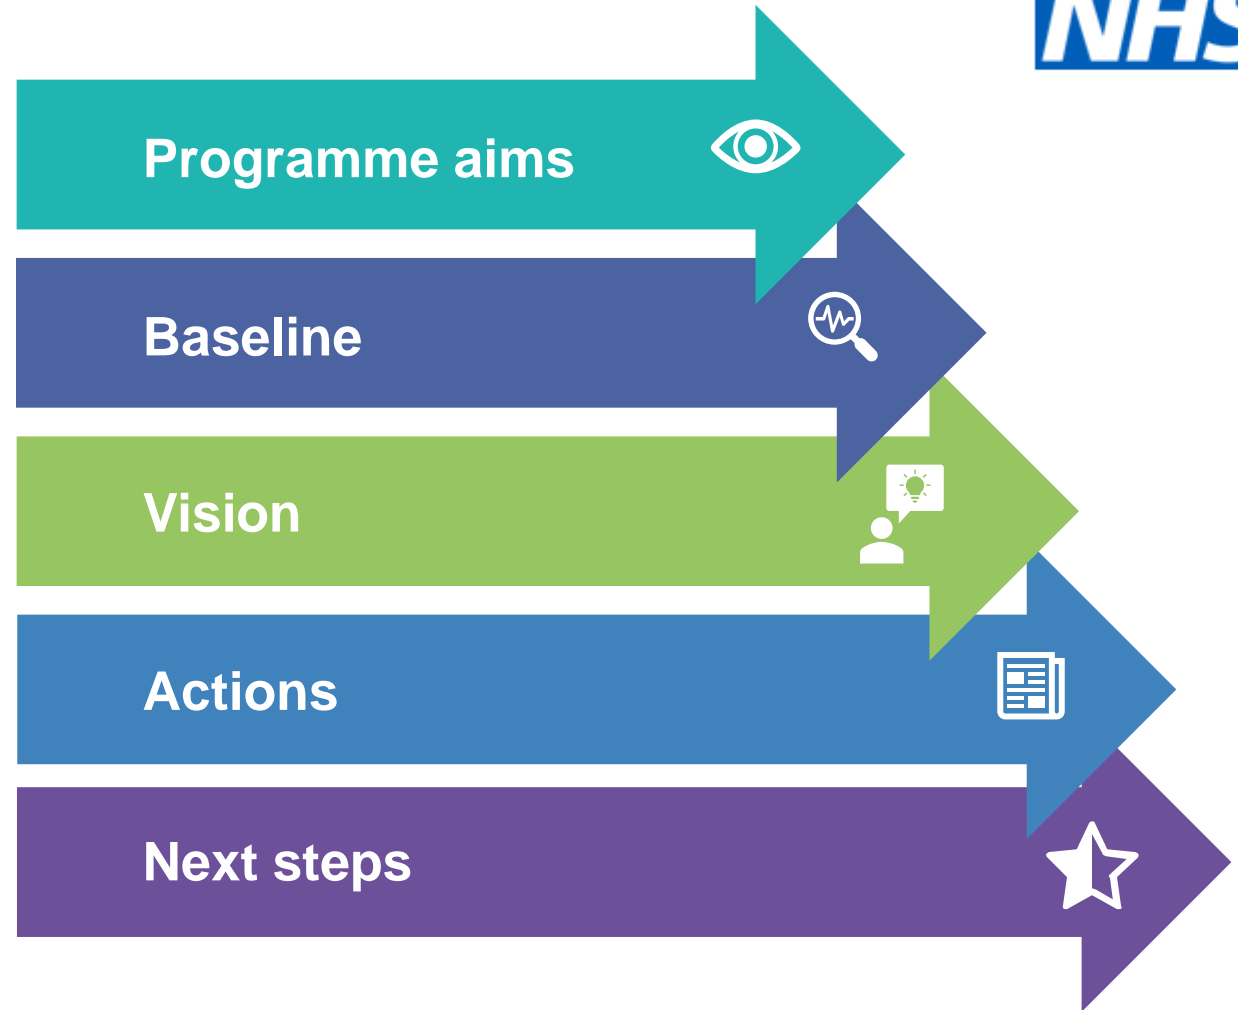 NHS
Programme aims
Baseline
Vision
Actions
Next steps